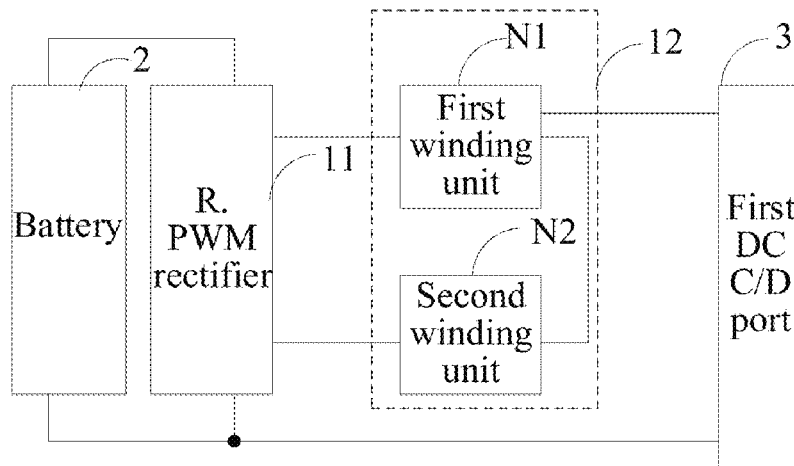 2
N1
12
3
First
winding
unit
11
Battery
R.
PWM
rectifier
First
DC
C/D
port
N2
Second
winding
unit